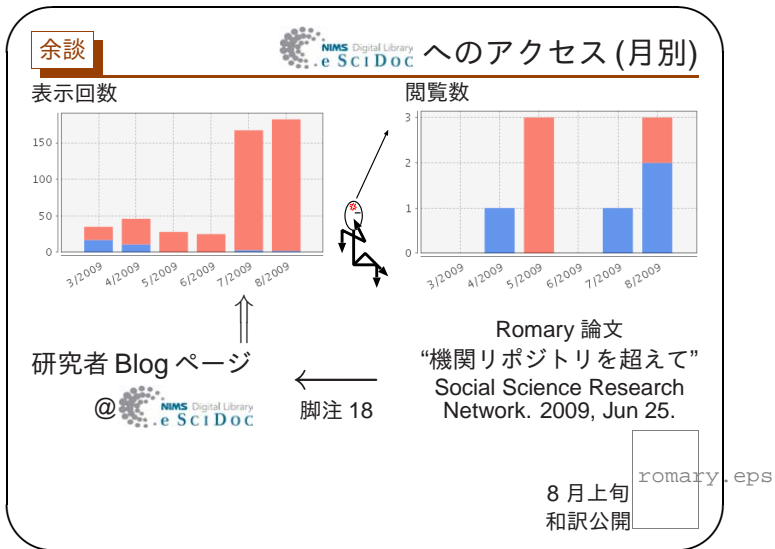 余談
NIMS Digital Library
e SciDoc へのアクセス (月別)
表示回数
閲覧数
150
100
50
0
3/2009 4/2009 5/2009 6/2009 7/2009 8/2009
3
2
1
0
3/2009 4/2009 5/2009 6/2009 7/2009 8/2009
研究者 Blog ページ
@ NIMS Digital Library
e SciDoc
脚注 18
Romary 論文
“機関リポジトリを超えて”
Social Science Research
Network. 2009, Jun 25.
romary.eps
8 月上旬
和訳公開